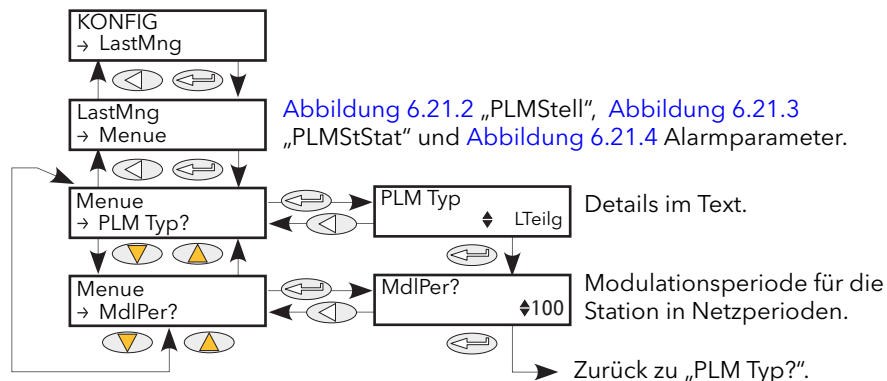 KONFIG
→ LastMng
LastMng
→ Menue
Abbildung 6.21.2 „PLMStell“, Abbildung 6.21.3
„PLMStStat“ und Abbildung 6.21.4 Alarmparameter.
Menue
→ PLM Typ?
PLM Typ
LTeilg
Details im Text.
Menue
→ MdlPer?
MdlPer?
100
Modulationsperiode für die
Station in Netzperioden.
Zurück zu „PLM Typ?“.